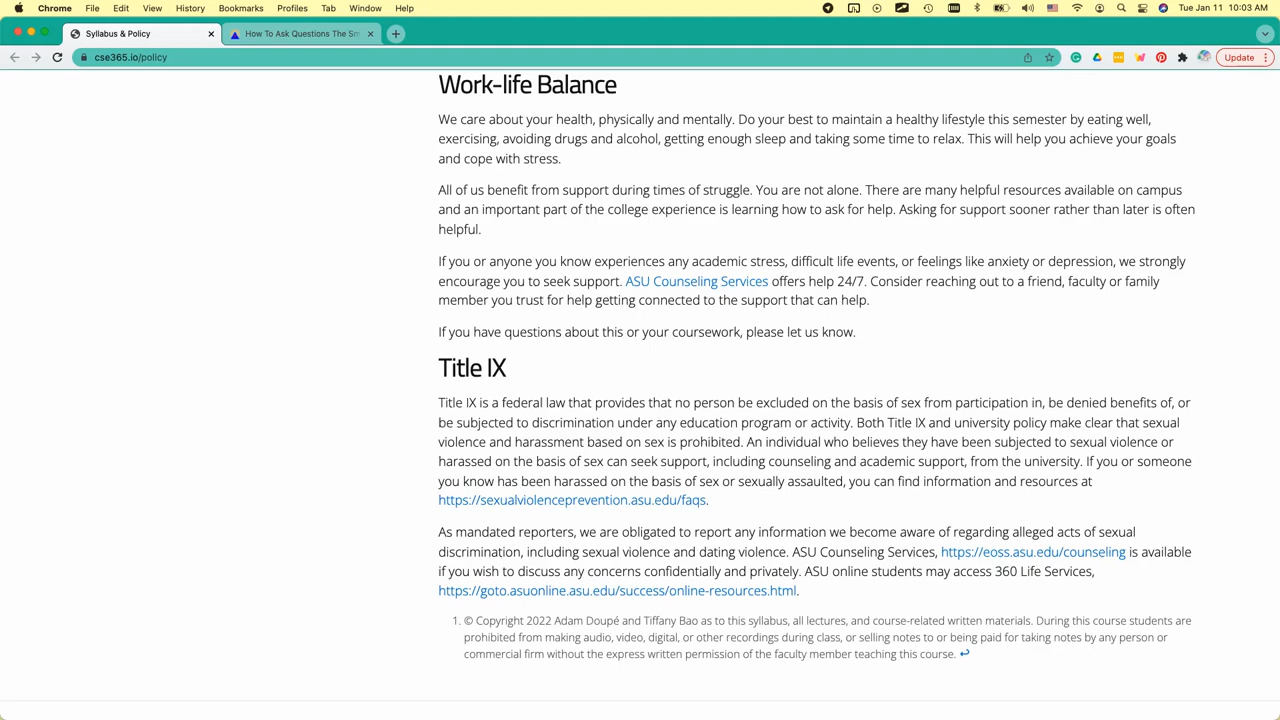 Chrome File Edit View History Bookmarks Profiles Tab Window Help Tue Jan 11 10:03 AM
Syllabus & Policy How To Ask Questions The Sm
cse365.io/policy Update
Work-life Balance
We care about your health, physically and mentally. Do your best to maintain a healthy lifestyle this semester by eating well,
exercising, avoiding drugs and alcohol, getting enough sleep and taking some time to relax. This will help you achieve your goals
and cope with stress.
All of us benefit from support during times of struggle. You are not alone. There are many helpful resources available on campus
and an important part of the college experience is learning how to ask for help. Asking for support sooner rather than later is often
helpful.
If you or anyone you know experiences any academic stress, difficult life events, or feelings like anxiety or depression, we strongly
encourage you to seek support. ASU Counseling Services offers help 24/7. Consider reaching out to a friend, faculty or family
member you trust for help getting connected to the support that can help.
If you have questions about this or your coursework, please let us know.
Title IX
Title IX is a federal law that provides that no person be excluded on the basis of sex from participation in, be denied benefits of, or
be subjected to discrimination under any education program or activity. Both Title IX and university policy make clear that sexual
violence and harassment based on sex is prohibited. An individual who believes they have been subjected to sexual violence or
harassed on the basis of sex can seek support, including counseling and academic support, from the university. If you or someone
you know has been harassed on the basis of sex or sexually assaulted, you can find information and resources at
https://sexualviolenceprevention.asu.edu/faqs.
As mandated reporters, we are obligated to report any information we become aware of regarding alleged acts of sexual
discrimination, including sexual violence and dating violence. ASU Counseling Services, https://eoss.asu.edu/counseling is available
if you wish to discuss any concerns confidentially and privately. ASU online students may access 360 Life Services,
https://goto.asuonline.asu.edu/success/online-resources.html.
1. © Copyright 2022 Adam Doupé and Tiffany Bao as to this syllabus, all lectures, and course-related written materials. During this course students are
prohibited from making audio, video, digital, or other recordings during class, or selling notes to or being paid for taking notes by any person or
commercial firm without the express written permission of the faculty member teaching this course. ↩